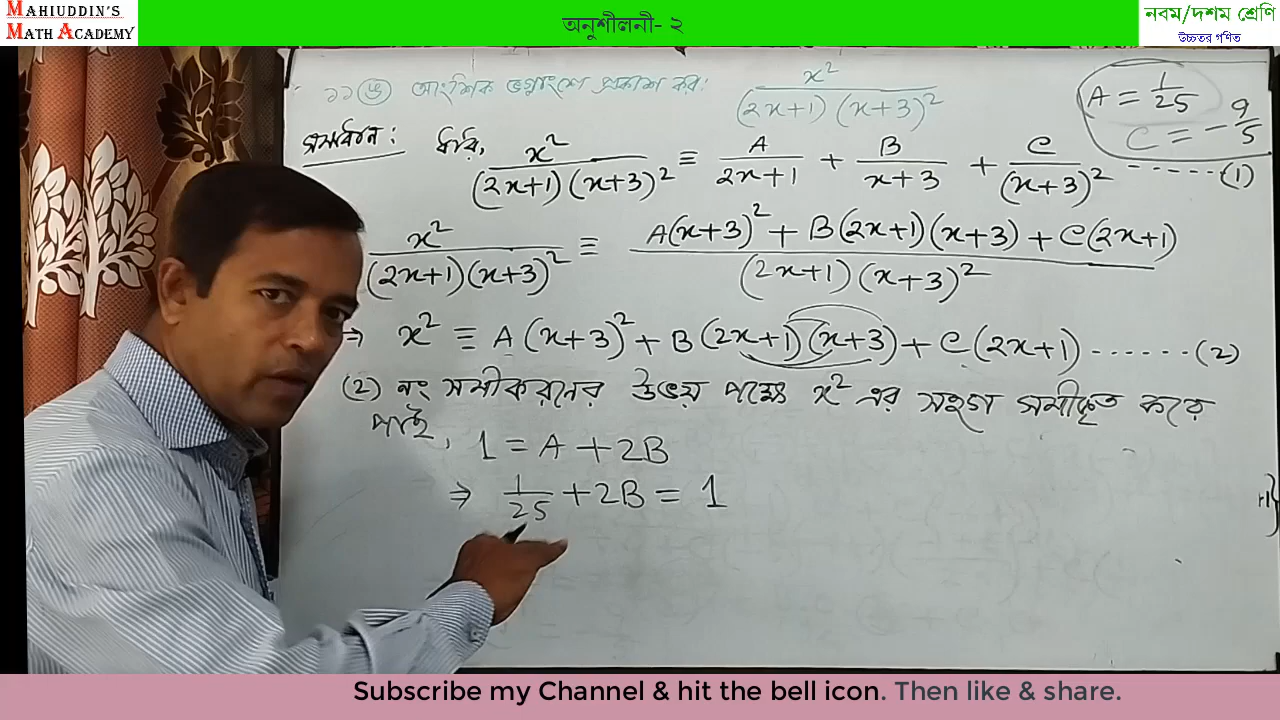 MAHIUDDIN'S
MATH ACADEMY
অনুশীলনী- ২
নবম/দশম শ্রেণি
উচ্চতর গণিত
১১(ঙ) আংশিক ভগ্নাংশে প্রকাশ কর: x²/(2x+1)(x+3)²
A = 1/25
C = -9/5
সমাধান: ধরি, x²/(2x+1)(x+3)² ≡ A/2x+1 + B/x+3 + C/(x+3)² ------(1)
x²/(2x+1)(x+3)² ≡ A(x+3)²+B(2x+1)(x+3)+C(2x+1)/(2x+1)(x+3)²
⇒ x² ≡ A(x+3)²+B(2x+1)(x+3)+C(2x+1)------(2)
(2) নং সমীকরনের উভয় পক্ষে x² এর সহগ সমীকৃত করে
পাই, 1 = A+2B
⇒ 1/25+2B = 1
Subscribe my Channel & hit the bell icon. Then like & share.